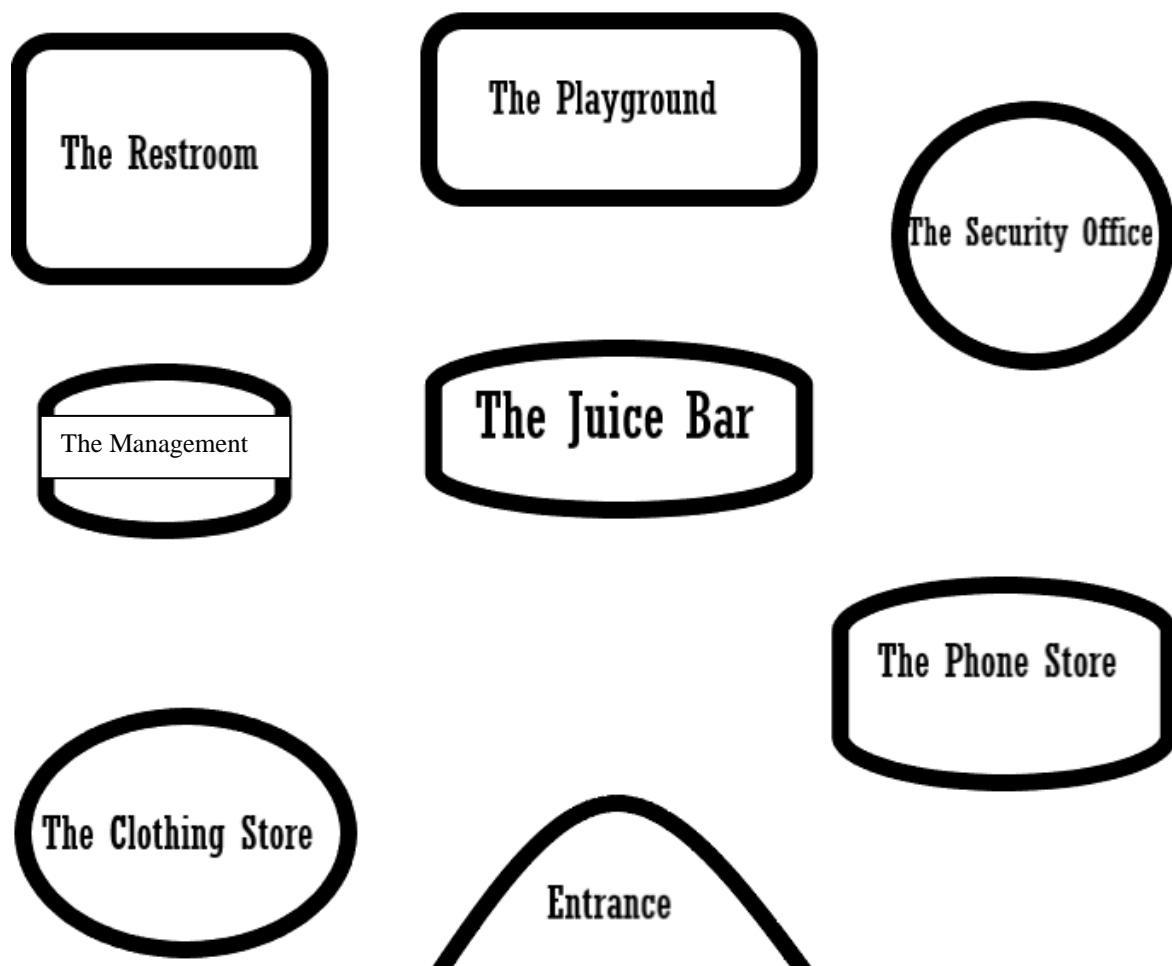 The Restroom
The Playground
The Security Office
The Management
The Juice Bar
The Phone Store
The Clothing Store
Entrance